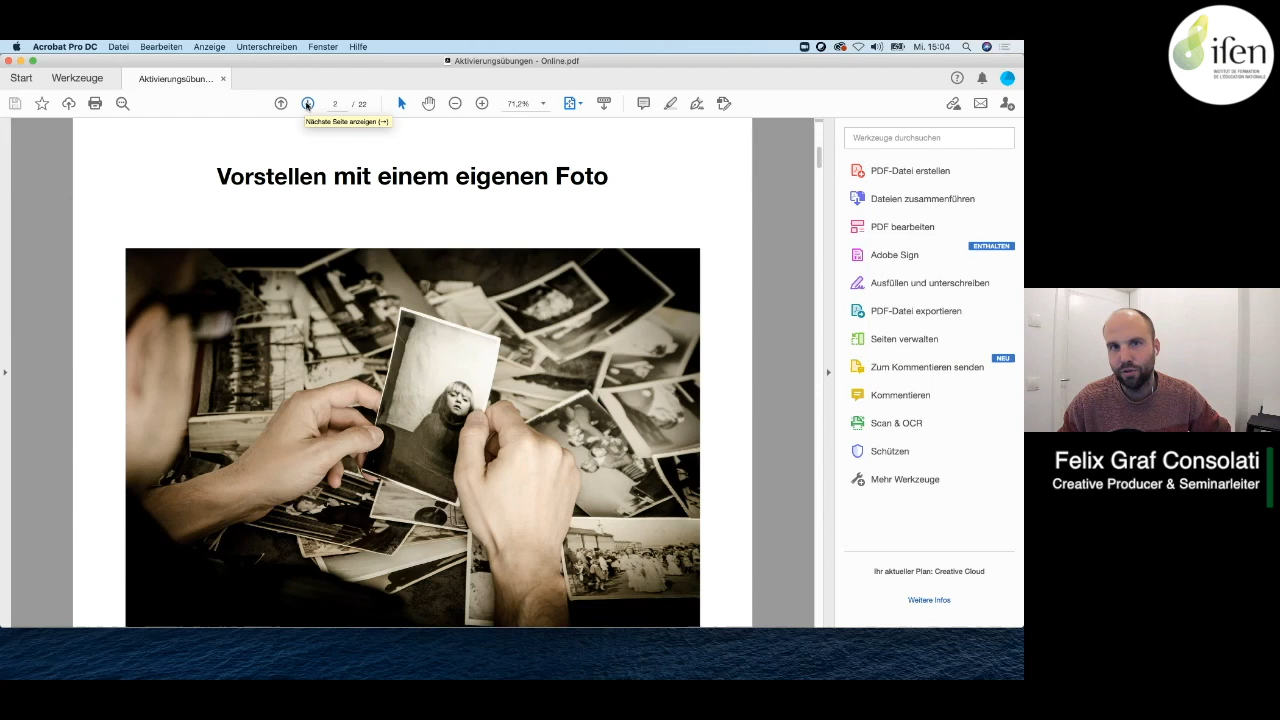 Acrobat Pro DC Datei Bearbeiten Anzeige Unterschreiben Fenster Hilfe Mi. 15:04
Aktivierungsübungen - Online.pdf
Start Werkzeuge Aktivierungsübun... ×
2 / 22 71,2%
Nächste Seite anzeigen (→)
Vorstellen mit einem eigenen Foto
Werkzeuge durchsuchen
PDF-Datei erstellen
Dateien zusammenführen
PDF bearbeiten
ENTHALTEN
Adobe Sign
Ausfüllen und unterschreiben
PDF-Datei exportieren
Seiten verwalten
NEU
Zum Kommentieren senden
Kommentieren
Scan & OCR
Schützen
Mehr Werkzeuge
Ihr aktueller Plan: Creative Cloud
Weitere Infos
ifen
INSTITUT DE FORMATION
DE L'ÉDUCATION NATIONALE
Felix Graf Consolati
Creative Producer & Seminarleiter